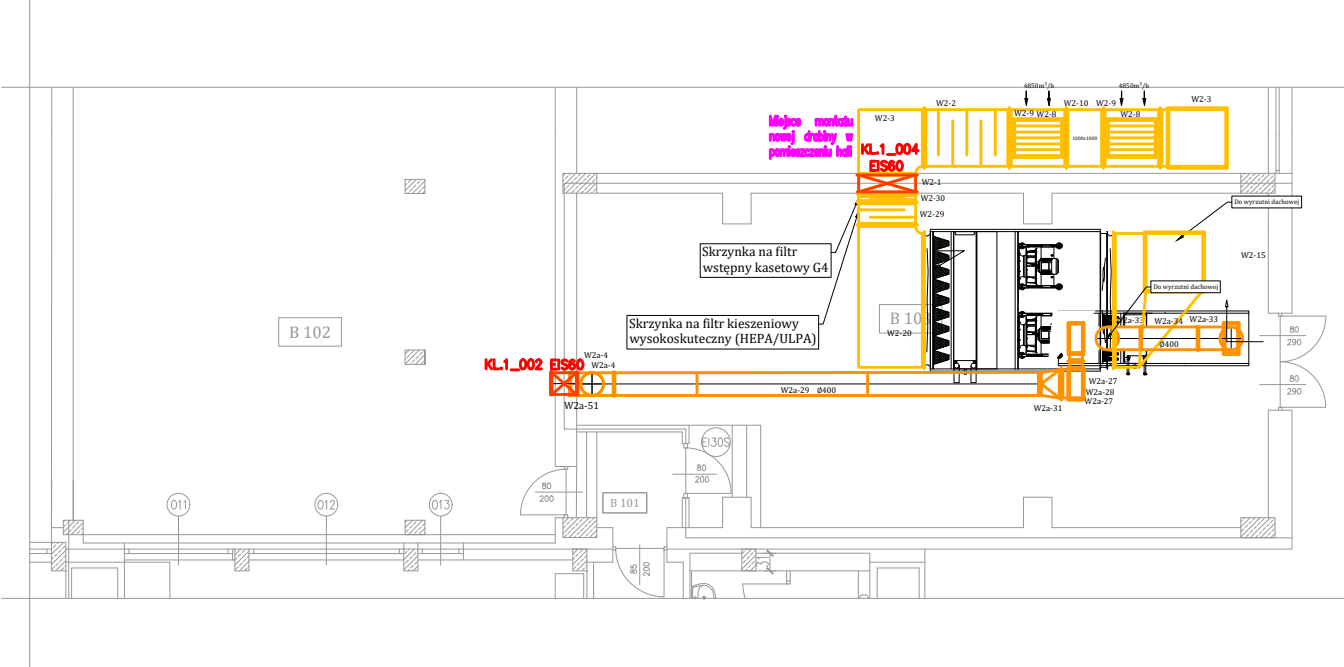 4850m³/h
4850m³/h
W2-3
W2-2
W2-9
W2-8
W2-10
W2-9
W2-8
W2-3
1000x1000
Miejsce montażu
nowej drabiny w
pomieszczeniu hali
KL.1_004
EIS60
W2-1
W2-30
W2-29
Do wyrzutni dachowej
W2-15
Skrzynka na filtr
wstępny kasetowy G4
Do wyrzutni dachowej
Skrzynka na filtr kieszeniowy
wysokoskuteczny (HEPA/ULPA)
B 102
B 103
W2-20
W2a-33
W2a-34
W2a-33
Ø400
80
290
80
290
KL.1_002 EIS60
W2a-4
W2a-4
W2a-51
W2a-29 Ø400
W2a-31
W2a-27
W2a-28
W2a-27
EI30S
80
200
80
200
B 101
011
012
013
85
200